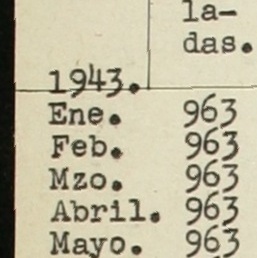 la-
das.
1943.
Ene. 963
Feb. 963
Mzo. 963
Abril. 963
Mayo. 963